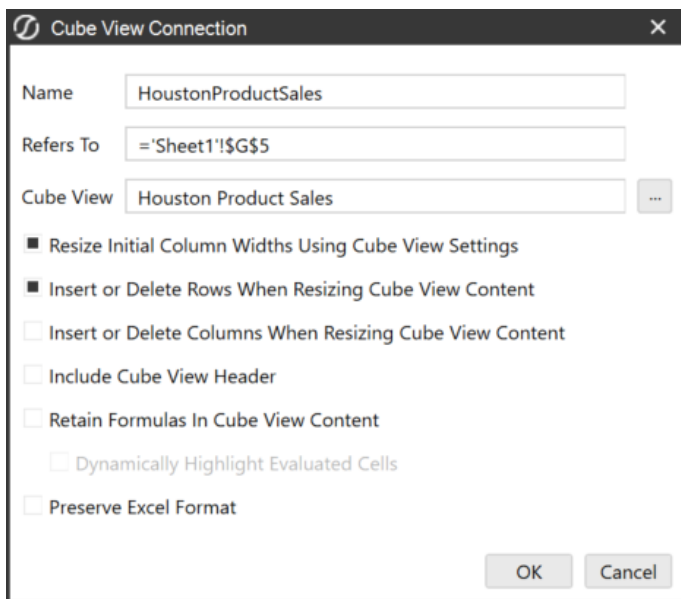 Cube View Connection
Name HoustonProductSales
Refers To ='Sheet1'!$G$5
Cube View Houston Product Sales ...
Resize Initial Column Widths Using Cube View Settings
Insert or Delete Rows When Resizing Cube View Content
Insert or Delete Columns When Resizing Cube View Content
Include Cube View Header
Retain Formulas In Cube View Content
Dynamically Highlight Evaluated Cells
Preserve Excel Format
OK Cancel